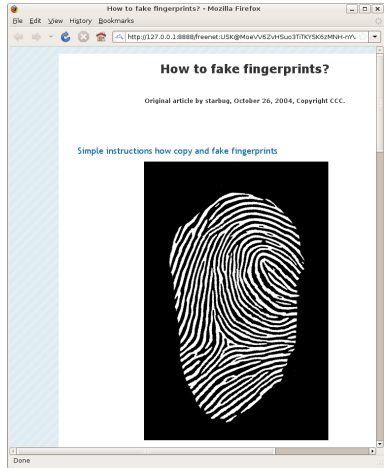 How to fake fingerprints? - Mozilla Firefox
File Edit View History Bookmarks
http://127.0.0.1:8888/freenet:USK@MoeVV6ZvHSuo3TiTKYSK6zMNH-nY
How to fake fingerprints?
Original article by starbug, October 26, 2004, Copyright CCC.
Simple instructions how copy and fake fingerprints
Done